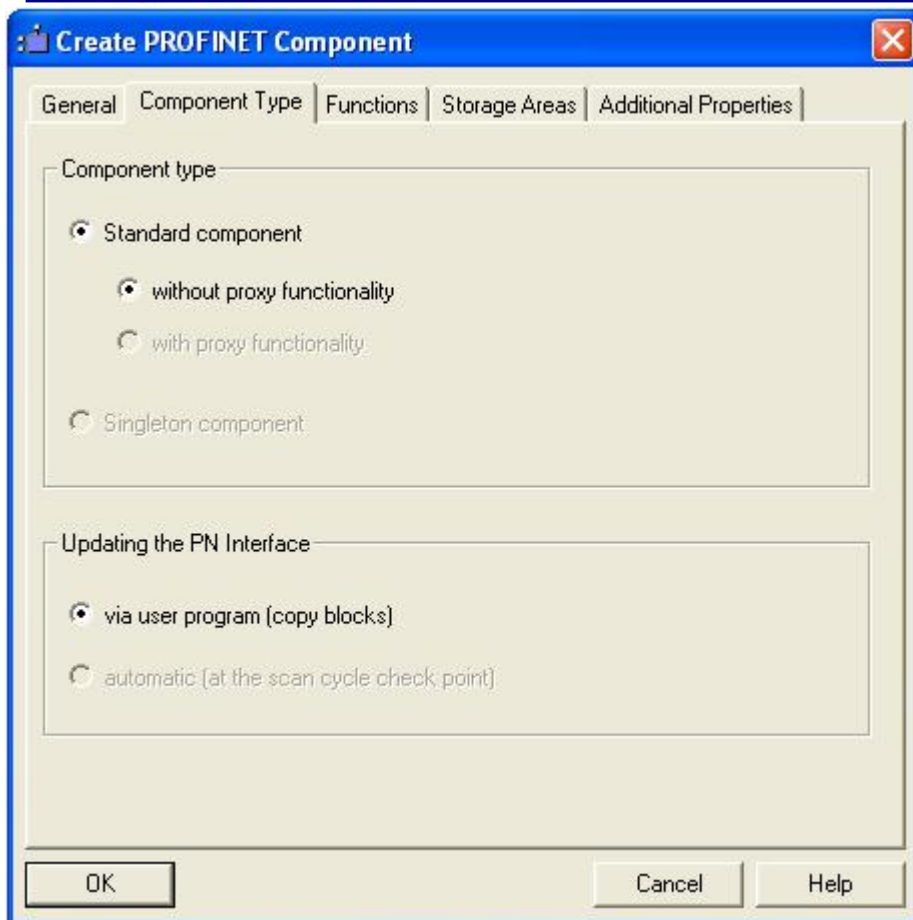 Create PROFINET Component
General Component Type Functions Storage Areas Additional Properties
Component type
Standard component
without proxy functionality
with proxy functionality
Singleton component
Updating the PN Interface
via user program (copy blocks)
automatic (at the scan cycle check point)
OK Cancel Help